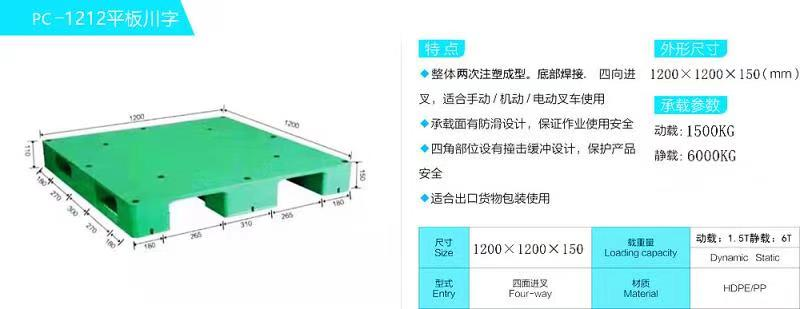 PC-1212平板川字
特点
◆整体两次注塑成型。底部焊接. 四向进
叉，适合手动/机动/电动叉车使用
◆承载面有防滑设计，保证作业使用安全
◆四角部位设有撞击缓冲设计，保护产品
安全
◆适合出口货物包装使用
外形尺寸
1200×1200×150(mm)
承载参数
动载: 1500KG
静载: 6000KG
1200
1200
110
180
270
300
270
180
180
265
310
265
180
150
尺寸
Size
1200×1200×150
载重量
Loading capacity
动载：1.5T静载：6T
Dynamic Static
型式
Entry
四面进叉
Four-way
材质
Material
HDPE/PP